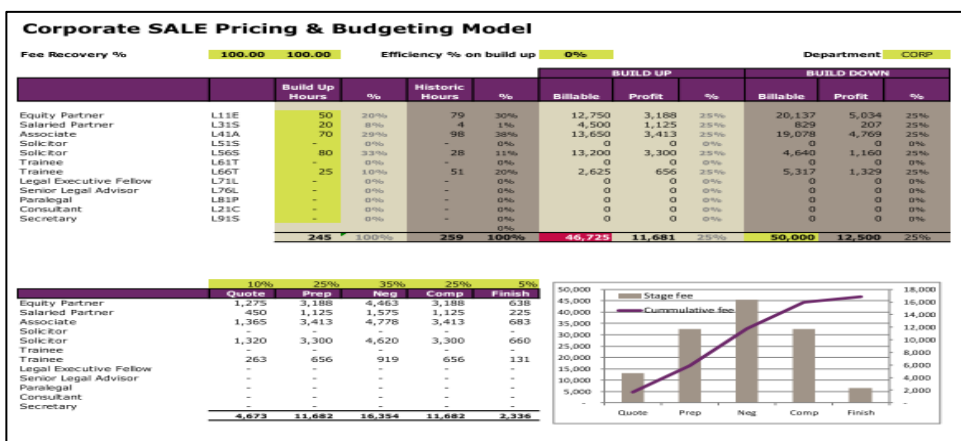 Corporate SALE Pricing & Budgeting Model
Fee Recovery % 100.00 100.00 Efficiency % on build up 0% Department CORP
BUILD UP BUILD DOWN
Build Up Hours % Historic Hours % Billable Profit % Billable Profit %
Equity Partner L11E 50 20% 79 30% 12,750 3,188 25% 20,137 5,034 25%
Salaried Partner L31S 20 8% 4 1% 4,500 1,125 25% 829 207 25%
Associate L41A 70 29% 98 38% 13,650 3,413 25% 19,078 4,769 25%
Solicitor L51S - 0% - 0% 0 0 0% 0 0 0%
Solicitor L56S 80 33% 28 11% 13,200 3,300 25% 4,640 1,160 25%
Trainee L61T - 0% - 0% 0 0 0% 0 0 0%
Trainee L66T 25 10% 51 20% 2,625 656 25% 5,317 1,329 25%
Legal Executive Fellow L71L - 0% - 0% 0 0 0% 0 0 0%
Senior Legal Advisor L76L - 0% - 0% 0 0 0% 0 0 0%
Paralegal L81P - 0% - 0% 0 0 0% 0 0 0%
Consultant L21C - 0% - 0% 0 0 0% 0 0 0%
Secretary L91S - 0% - 0% 0 0 0% 0 0 0%
0%
245 100% 259 100% 46,725 11,681 25% 50,000 12,500 25%
10% 25% 35% 25% 5%
Quote Prep Neg Comp Finish
Equity Partner 1,275 3,188 4,463 3,188 638
Salaried Partner 450 1,125 1,575 1,125 225
Associate 1,365 3,413 4,778 3,413 683
Solicitor - - - - -
Solicitor 1,320 3,300 4,620 3,300 660
Trainee - - - - -
Trainee 263 656 919 656 131
Legal Executive Fellow - - - - -
Senior Legal Advisor - - - - -
Paralegal - - - - -
Consultant - - - - -
Secretary - - - - -
4,673 11,682 16,354 11,682 2,336
50,000 18,000
45,000 16,000
40,000 14,000
35,000 12,000
30,000 10,000
25,000 8,000
20,000 6,000
15,000 4,000
10,000 2,000
5,000 -
-
Stage fee
Cummulative fee
Quote Prep Neg Comp Finish